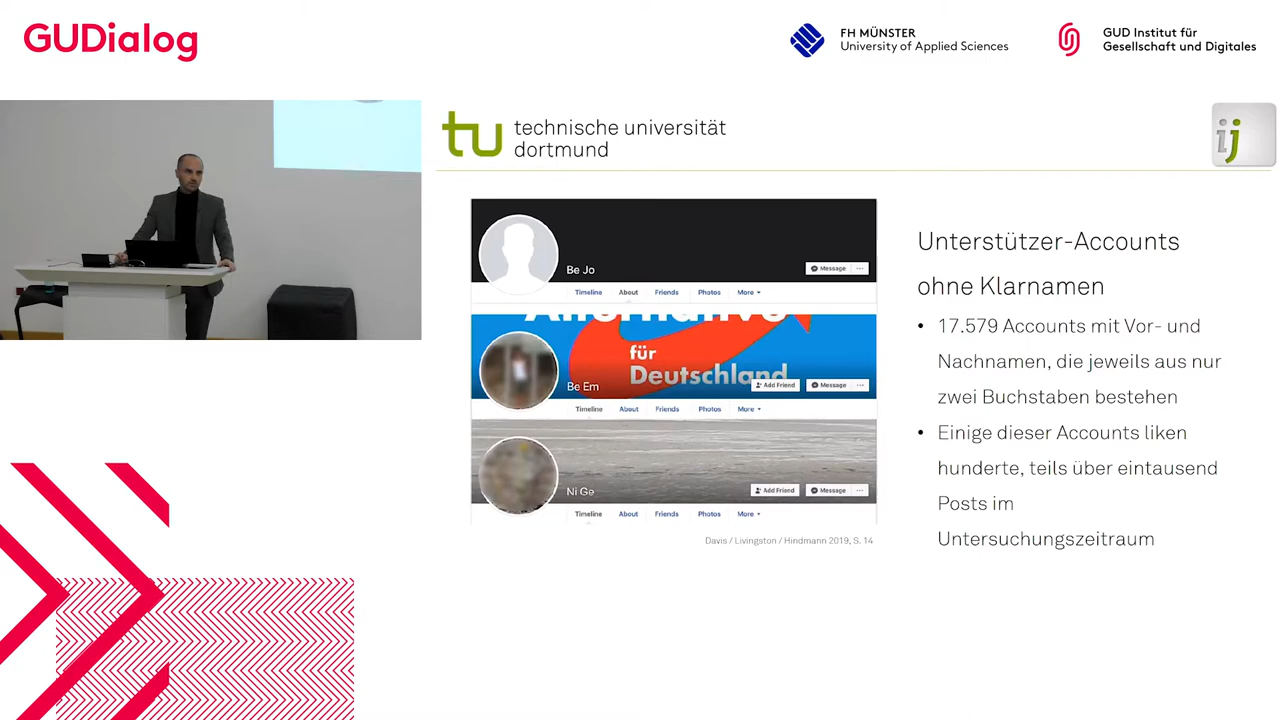 GUDialog
FH MÜNSTER
University of Applied Sciences
GUD Institut für
Gesellschaft und Digitales
tu technische universität
dortmund
ij
Be Jo
Message
Timeline About Friends Photos More
Alternative
für
Deutschland
Be Em
Add Friend Message
Timeline About Friends Photos More
Ni Ge
Add Friend Message
Timeline About Friends Photos More
Davis / Livingston / Hindmann 2019, S. 14
Unterstützer-Accounts
ohne Klarnamen
• 17.579 Accounts mit Vor- und
Nachnamen, die jeweils aus nur
zwei Buchstaben bestehen
• Einige dieser Accounts liken
hunderte, teils über eintausend
Posts im
Untersuchungszeitraum